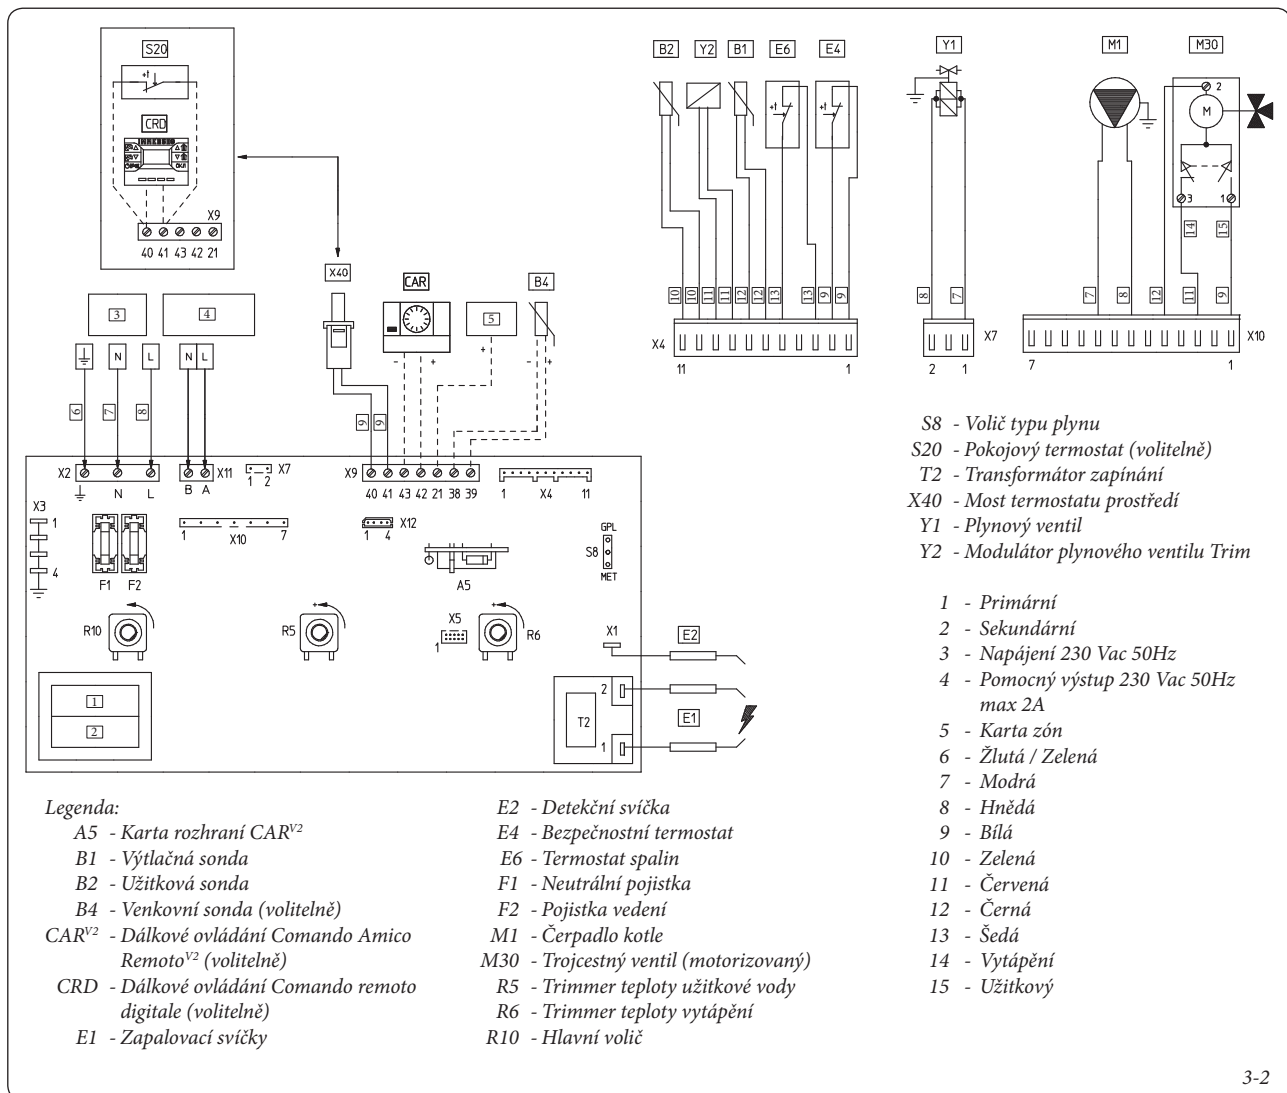 S20
CRD
X9
40 41 43 42 21
B2 Y2 B1 E6 E4
+t +t +t
10 10 11 11 12 12 13 13 9 9
X4
11 1
Y1
8 7
X7
2 1
M1 M30
M
2
3 1
14 15
7 8 12 11 9
X10
7 1
3 4
N L N L
6 7 8
X40 CAR 5 B4
- + + - +
9 9
X2 X11 X7
N L B A 1 2
X9
40 41 43 42 21 38 39
1 X4 11
X3
1
4
1 X10 7
X12
1 4
F1 F2
A5
GPL
S8
MET
R10 R5 + X5 1 + R6
X1 E2
1
2
T2
2
1
E1
S8 - Volič typu plynu
S20 - Pokojový termostat (volitelně)
T2 - Transformátor zapínání
X40 - Most termostatu prostředí
Y1 - Plynový ventil
Y2 - Modulátor plynového ventilu Trim
1 - Primární
2 - Sekundární
3 - Napájení 230 Vac 50Hz
4 - Pomocný výstup 230 Vac 50Hz
max 2A
5 - Karta zón
6 - Žlutá / Zelená
7 - Modrá
8 - Hnědá
9 - Bílá
10 - Zelená
11 - Červená
12 - Černá
13 - Šedá
14 - Vytápění
15 - Užitkový
Legenda:
A5 - Karta rozhraní CARV2
B1 - Výtlačná sonda
B2 - Užitková sonda
B4 - Venkovní sonda (volitelně)
CARV2 - Dálkové ovládání Comando Amico
RemotoV2 (volitelně)
CRD - Dálkové ovládání Comando remoto
digitale (volitelně)
E1 - Zapalovací svíčky
E2 - Detekční svíčka
E4 - Bezpečnostní termostat
E6 - Termostat spalin
F1 - Neutrální pojistka
F2 - Pojistka vedení
M1 - Čerpadlo kotle
M30 - Trojcestný ventil (motorizovaný)
R5 - Trimmer teploty užitkové vody
R6 - Trimmer teploty vytápění
R10 - Hlavní volič
3-2